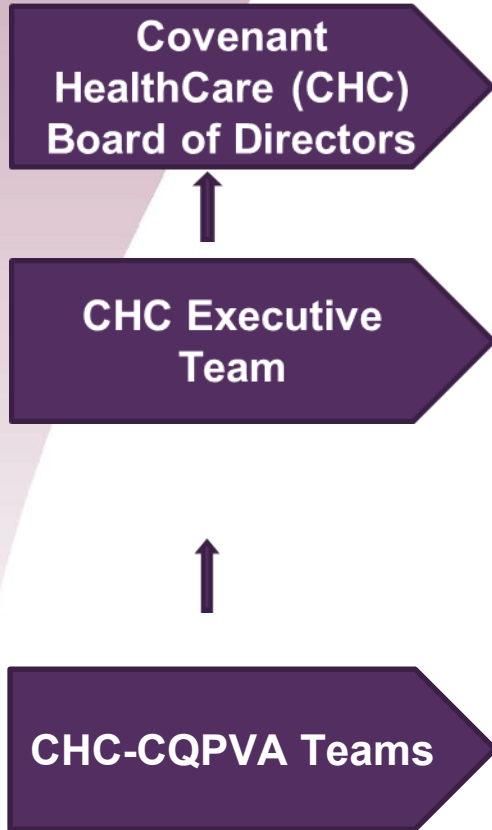 Covenant
HealthCare (CHC)
Board of Directors
CHC Executive
Team
CHC-CQPVA Teams